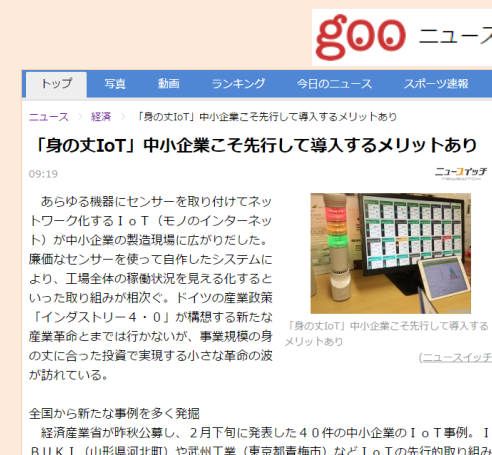 goo ニュース
トップ 写真 動画 ランキング 今日のニュース スポーツ速報
ニュース > 経済 > 「身の丈IoT」中小企業こそ先行して導入するメリットあり
「身の丈IoT」中小企業こそ先行して導入するメリットあり
09:19
ニュースイッチ
あらゆる機器にセンサーを取り付けてネッ
トワーク化するＩｏＴ（モノのインターネッ
ト）が中小企業の製造現場に広がりだした。
廉価なセンサーを使って自作したシステムに
より、工場全体の稼働状況を見える化すると
いった取り組みが相次ぐ。ドイツの産業政策
「インダストリー４・０」が構想する新たな
産業革命とまでは行かないが、事業規模の身
の丈に合った投資で実現する小さな革命の波
が訪れている。
「身の丈IoT」中小企業こそ先行して導入する
メリットあり
(ニュースイッチ
全国から新たな事例を多く発掘
経済産業省が昨秋公募し、２月下旬に発表した４０件の中小企業のＩｏＴ事例。Ｉ
ＢＵＫＩ（山形県河北町）や武州工業（東京都青梅市）などＩｏＴの先行的取り組み